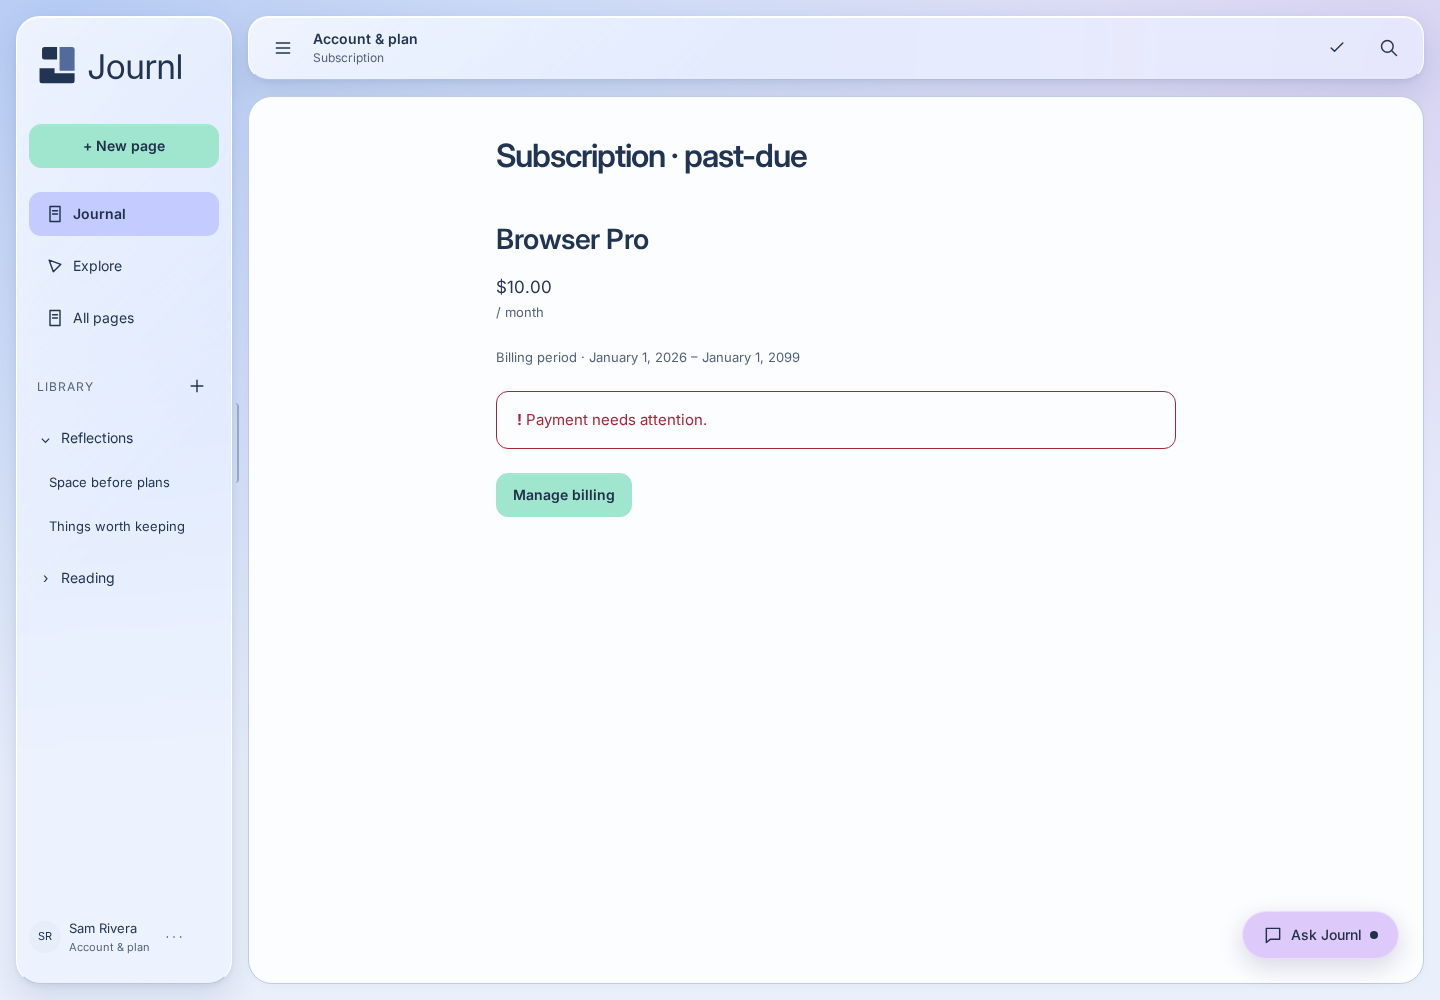 Journl
+ New page
Journal
Explore
All pages
LIBRARY
Reflections
Space before plans
Things worth keeping
Reading
SR
Sam Rivera
Account & plan
···
Account & plan
Subscription
Subscription · past-due
Browser Pro
$10.00
/ month
Billing period · January 1, 2026 – January 1, 2099
! Payment needs attention.
Manage billing
Ask Journl